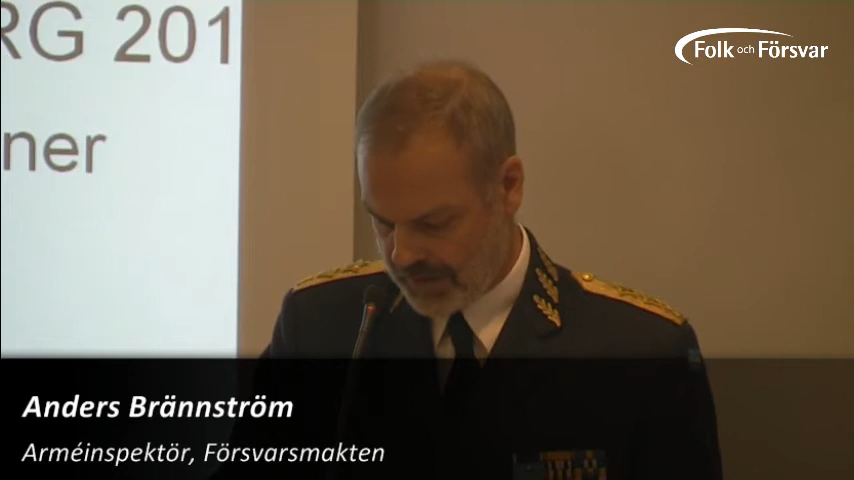 RG 201
ner
Folk och Försvar
Anders Brännström
Arméinspektör, Försvarsmakten